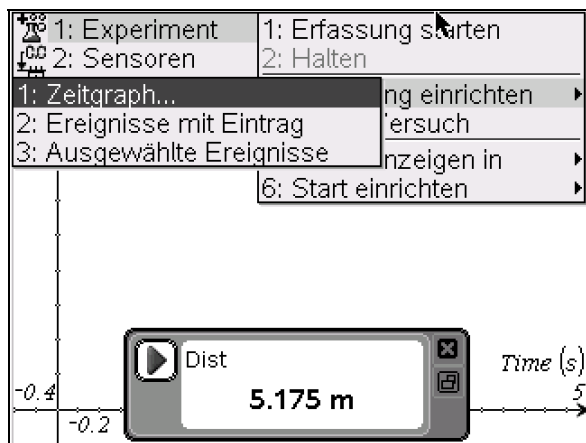 1: Experiment
2: Sensoren
1: Erfassung starten
2: Halten
ng einrichten
ersuch
nzeigen in
6: Start einrichten
1: Zeitgraph...
2: Ereignisse mit Eintrag
3: Ausgewählte Ereignisse
Dist
5.175 m
Time (s)
-0.4
5
-0.2